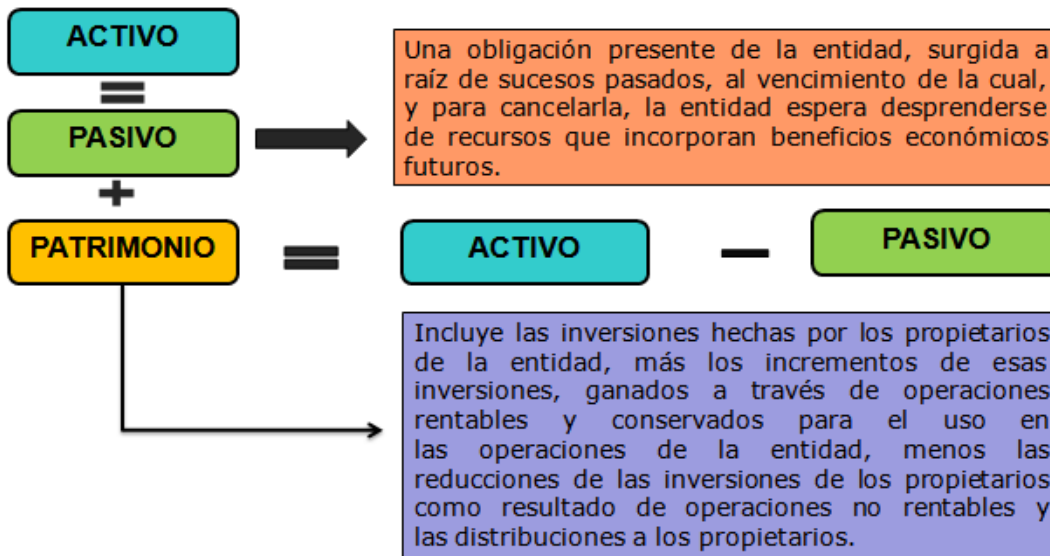 ACTIVO
=
PASIVO
+
PATRIMONIO = ACTIVO — PASIVO
Una obligación presente de la entidad, surgida a
raíz de sucesos pasados, al vencimiento de la cual,
y para cancelarla, la entidad espera desprenderse
de recursos que incorporan beneficios económicos
futuros.
Incluye las inversiones hechas por los propietarios
de la entidad, más los incrementos de esas
inversiones, ganados a través de operaciones
rentables y conservados para el uso en
las operaciones de la entidad, menos las
reducciones de las inversiones de los propietarios
como resultado de operaciones no rentables y
las distribuciones a los propietarios.